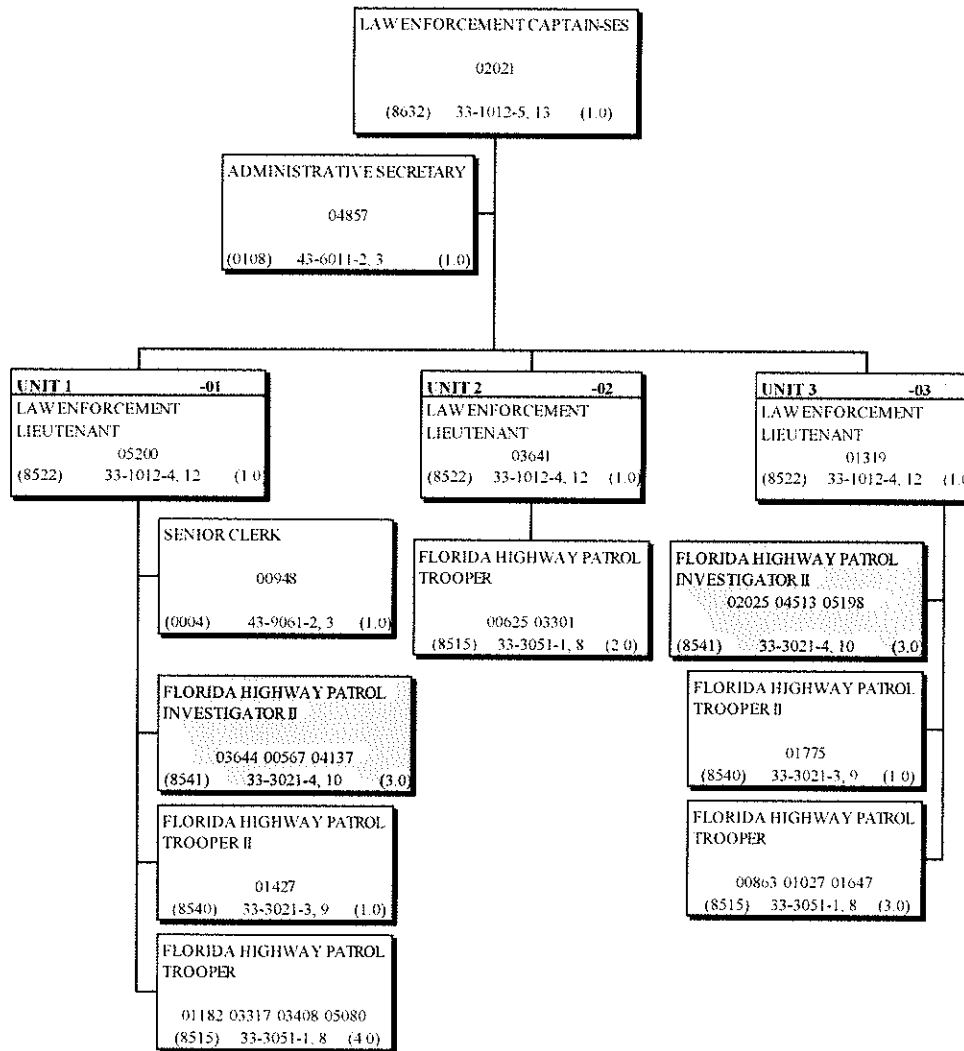 LAW ENFORCEMENT CAPTAIN-SES
02021
(8632) 33-1012-5, 13 (1.0)
ADMINISTRATIVE SECRETARY
04857
(0108) 43-6011-2, 3 (1.0)
UNIT 1 -01
LAW ENFORCEMENT
LIEUTENANT
05200
(8522) 33-1012-4, 12 (1 0)
SENIOR CLERK
00948
(0004) 43-9061-2, 3 (1.0)
FLORIDA HIGHWAY PATROL
INVESTIGATOR II
03644 00567 04137
(8541) 33-3021-4, 10 (3.0)
FLORIDA HIGHWAY PATROL
TROOPER II
01427
(8540) 33-3021-3, 9 (1.0)
FLORIDA HIGHWAY PATROL
TROOPER
01182 03317 03408 05080
(8515) 33-3051-1, 8 (4 0)
UNIT 2 -02
LAW ENFORCEMENT
LIEUTENANT
03641
(8522) 33-1012-4, 12 (1.0)
FLORIDA HIGHWAY PATROL
TROOPER
00625 03301
(8515) 33-3051-1, 8 (2 0)
UNIT 3 -03
LAW ENFORCEMENT
LIEUTENANT
01319
(8522) 33-1012-4, 12 (1.0
FLORIDA HIGHWAY PATROL
INVESTIGATOR II
02025 04513 05198
(8541) 33-3021-4, 10 (3.0)
FLORIDA HIGHWAY PATROL
TROOPER II
01775
(8540) 33-3021-3, 9 (1 0)
FLORIDA HIGHWAY PATROL
TROOPER
00863 01027 01647
(8515) 33-3051-1, 8 (3.0)